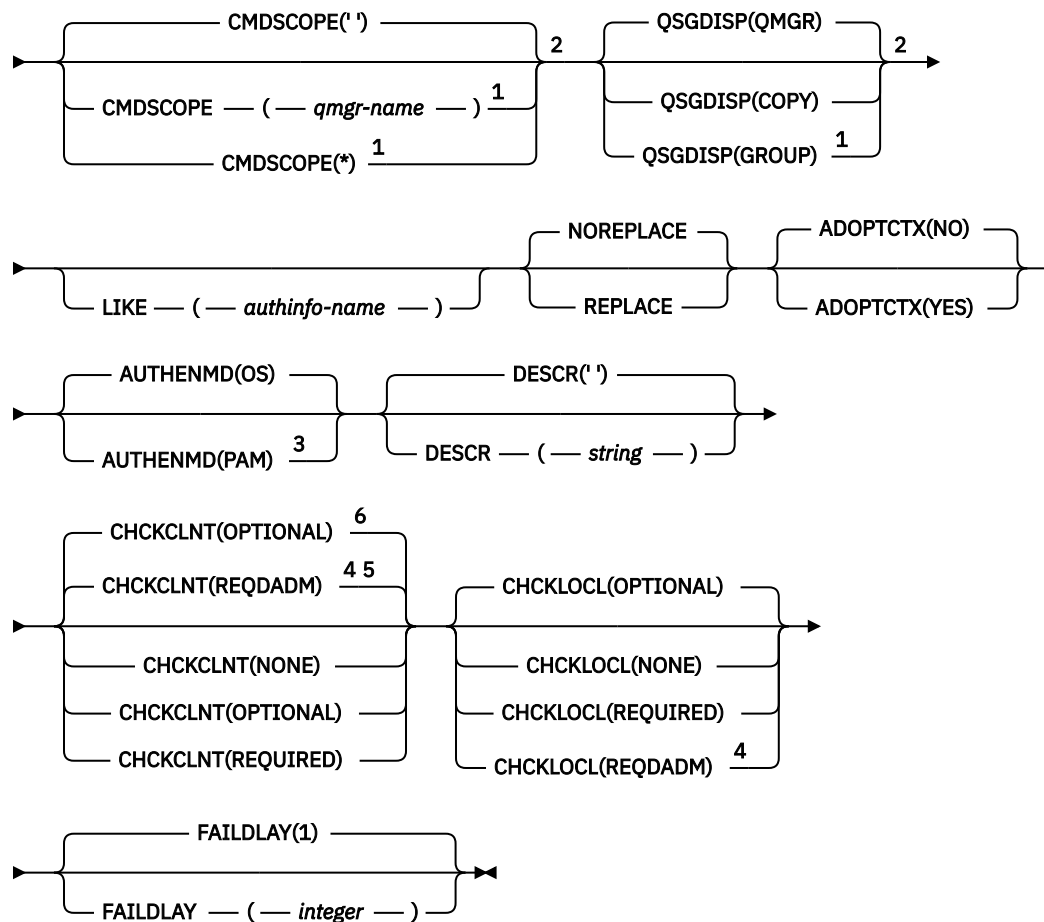 CMDSCOPE(' ')
2
CMDSCOPE ( qmgr-name ) 1
CMDSCOPE(*) 1
QSGDISP(QMGR)
2
QSGDISP(COPY)
QSGDISP(GROUP) 1
LIKE ( authinfo-name )
NOREPLACE
REPLACE
ADOPTCTX(NO)
ADOPTCTX(YES)
AUTHENMD(OS)
AUTHENMD(PAM) 3
DESCR(' ')
DESCR ( string )
CHCKCLNT(OPTIONAL) 6
CHCKCLNT(REQDADM) 4 5
CHCKCLNT(NONE)
CHCKCLNT(OPTIONAL)
CHCKCLNT(REQUIRED)
CHCKLOCL(OPTIONAL)
CHCKLOCL(NONE)
CHCKLOCL(REQUIRED)
CHCKLOCL(REQDADM) 4
FAILDLAY(1)
FAILDLAY ( integer )